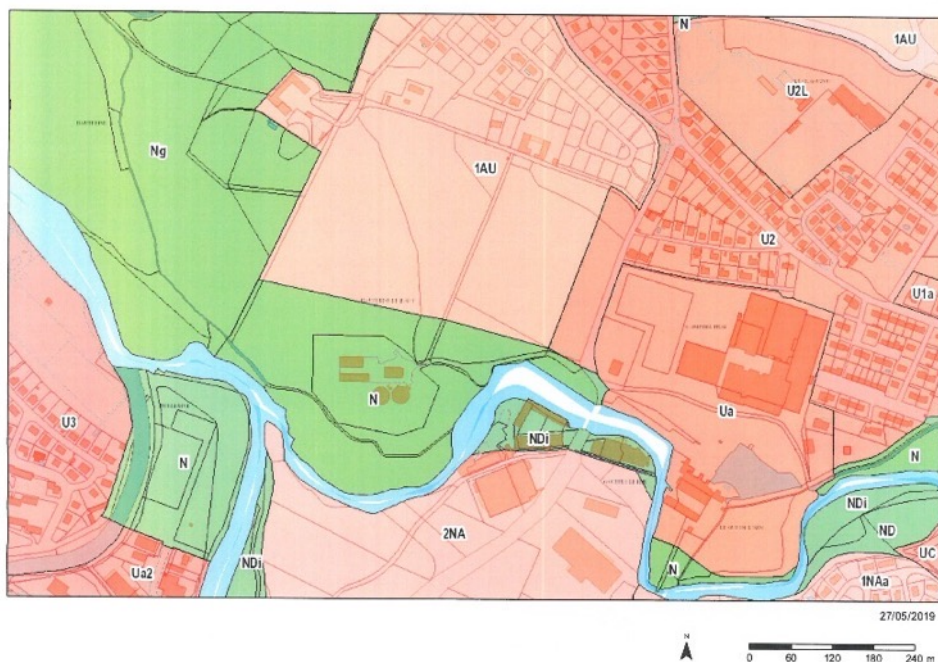 N
1AU
U2L
Ng
1AU
U2
U1a
N
Ua
U3
N
NDi
N
NDi
ND
2NA
UC
Ua2
NDi
N
1NAa
27/05/2019
N
0 60 120 180 240 m